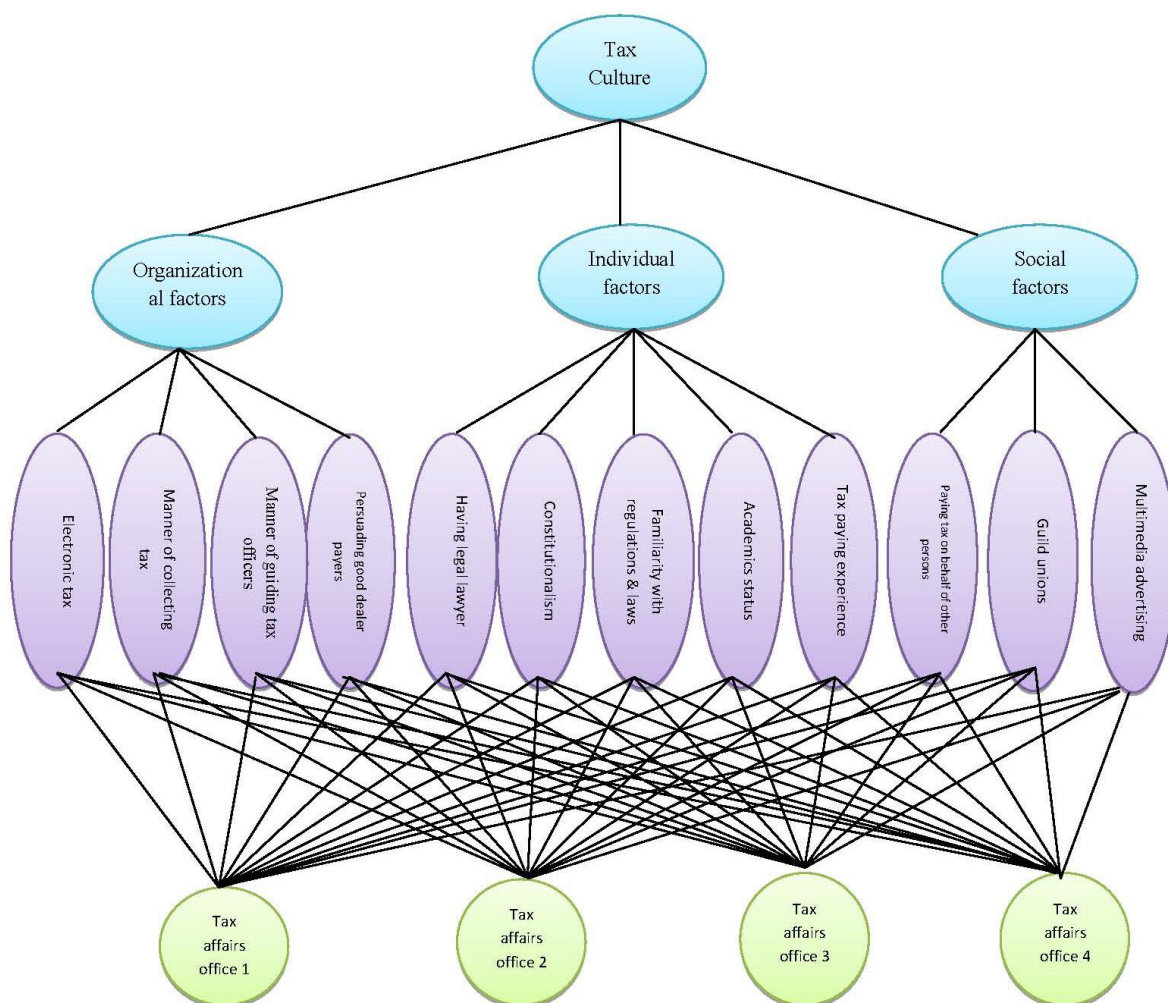 Tax
Culture
Organization
al factors
Individual
factors
Social
factors
Electronic tax
Manner of collecting
tax
Manner of guiding tax
officers
Persuading good dealer
payers
Having legal lawyer
Constitutionalism
Familiarity with
regulations & laws
Academics status
Tax paying experience
Paying tax on behalf of other
persons
Guild unions
Multimedia advertising
Tax
affairs
office 1
Tax
affairs
office 2
Tax
affairs
office 3
Tax
affairs
office 4